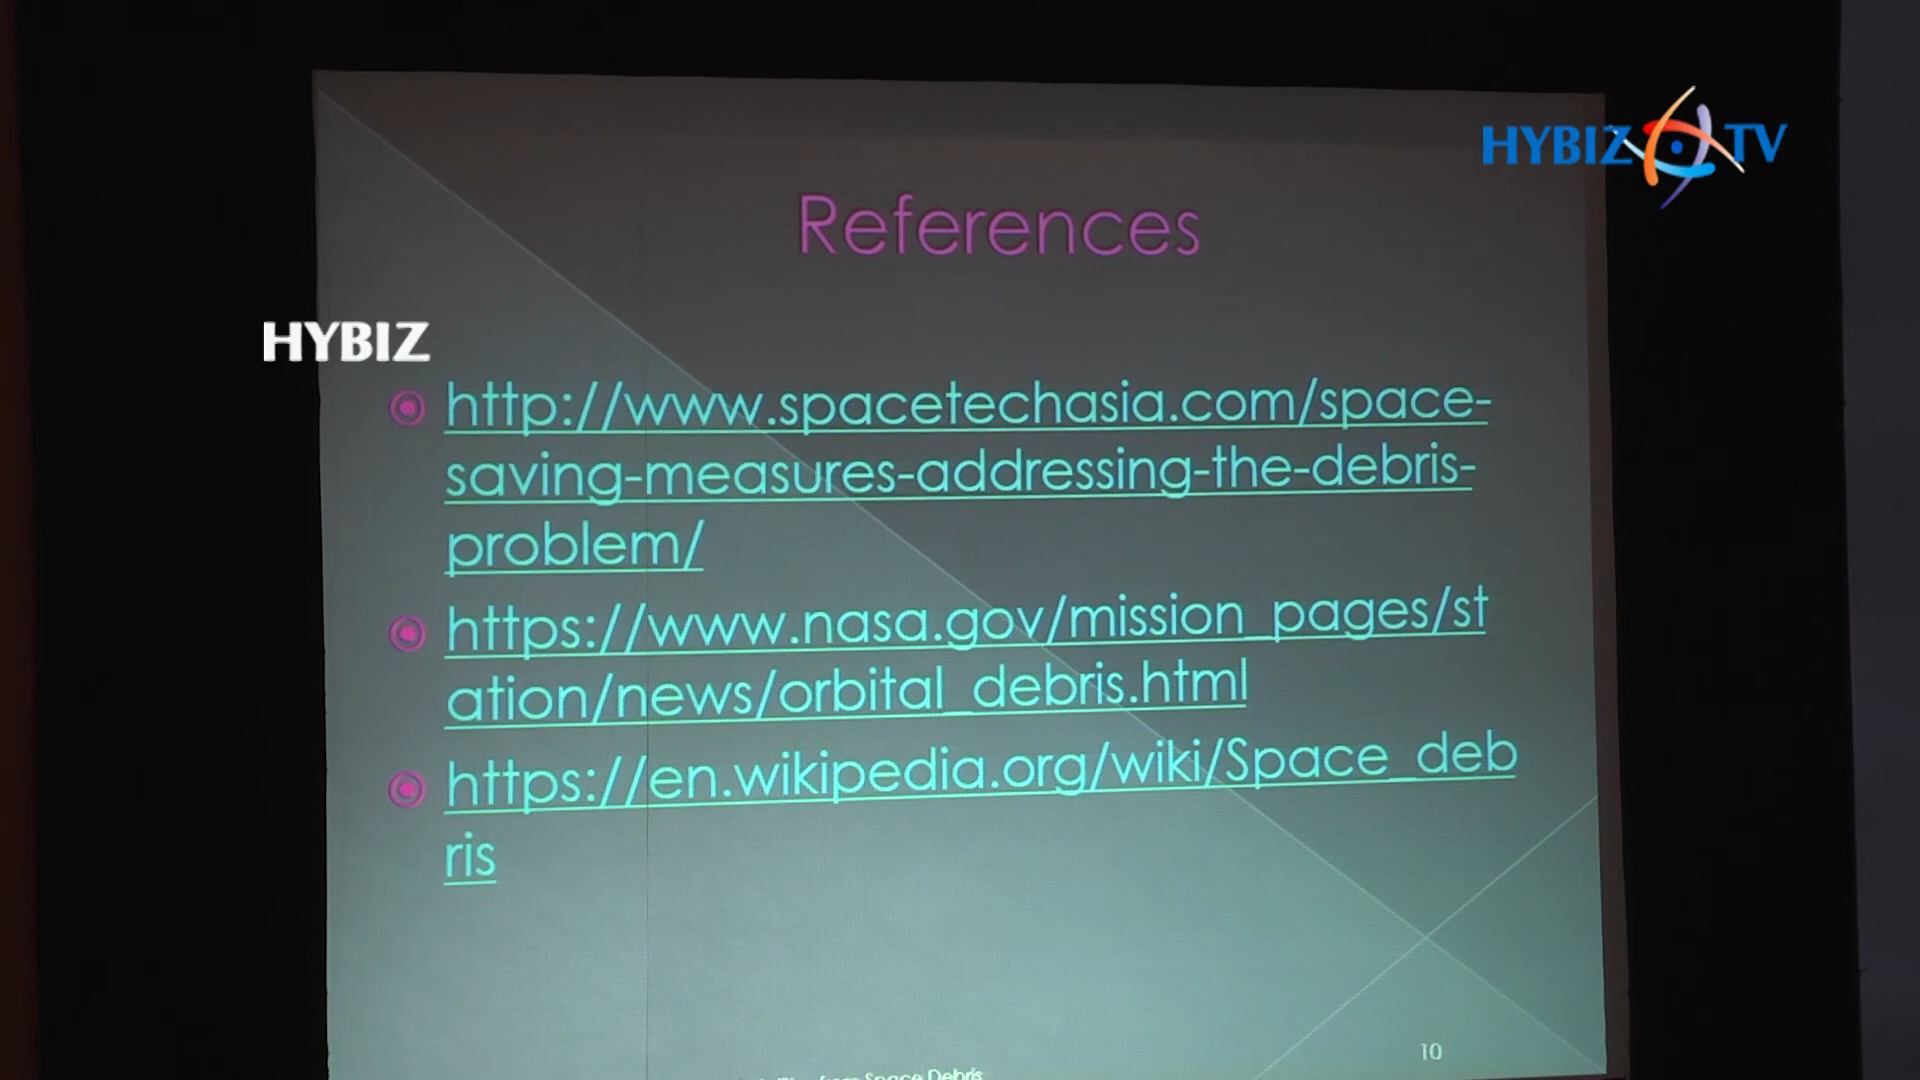 HYBIZ TV
References
HYBIZ
http://www.spacetechasia.com/space-
saving-measures-addressing-the-debris-
problem/
https://www.nasa.gov/mission_pages/st
ation/news/orbital_debris.html
https://en.wikipedia.org/wiki/Space_deb
ris
10
from Space Debris